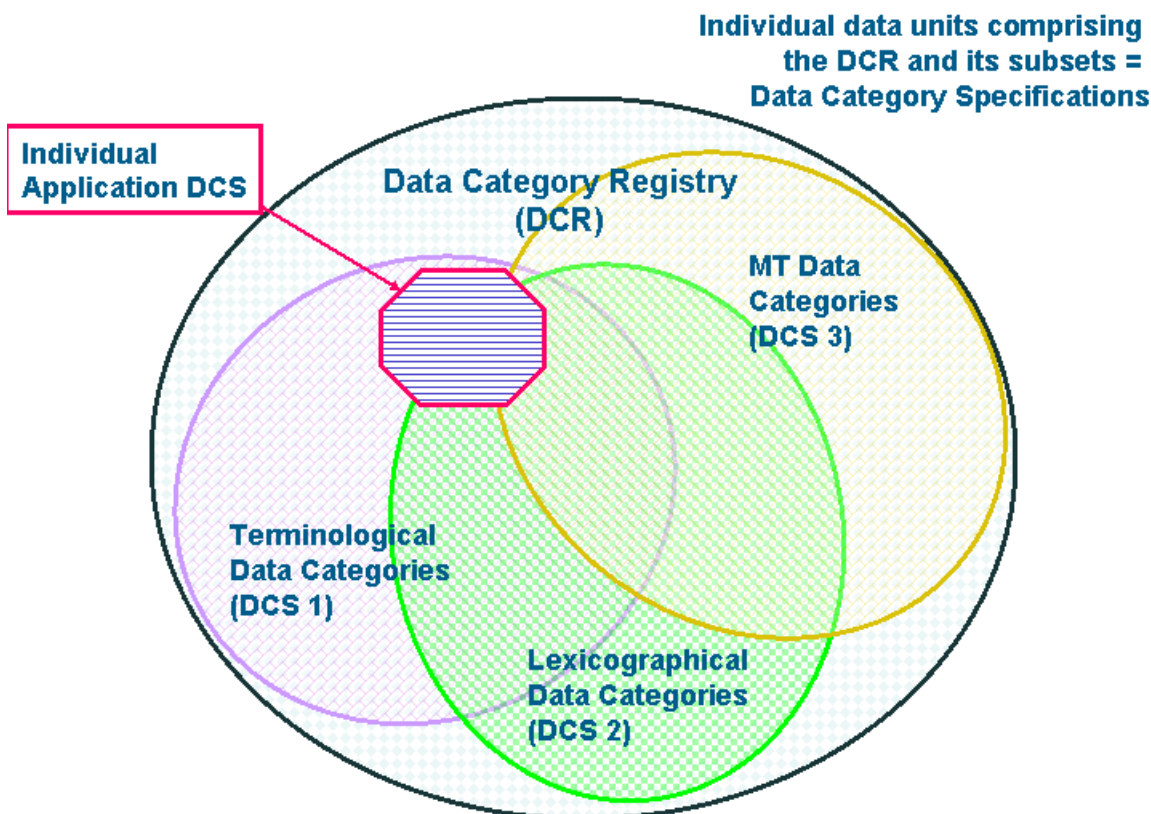 Individual data units comprising
the DCR and its subsets =
Data Category Specifications
Individual
Application DCS
Data Category Registry
(DCR)
MT Data
Categories
(DCS 3)
Terminological
Data Categories
(DCS 1)
Lexicographical
Data Categories
(DCS 2)